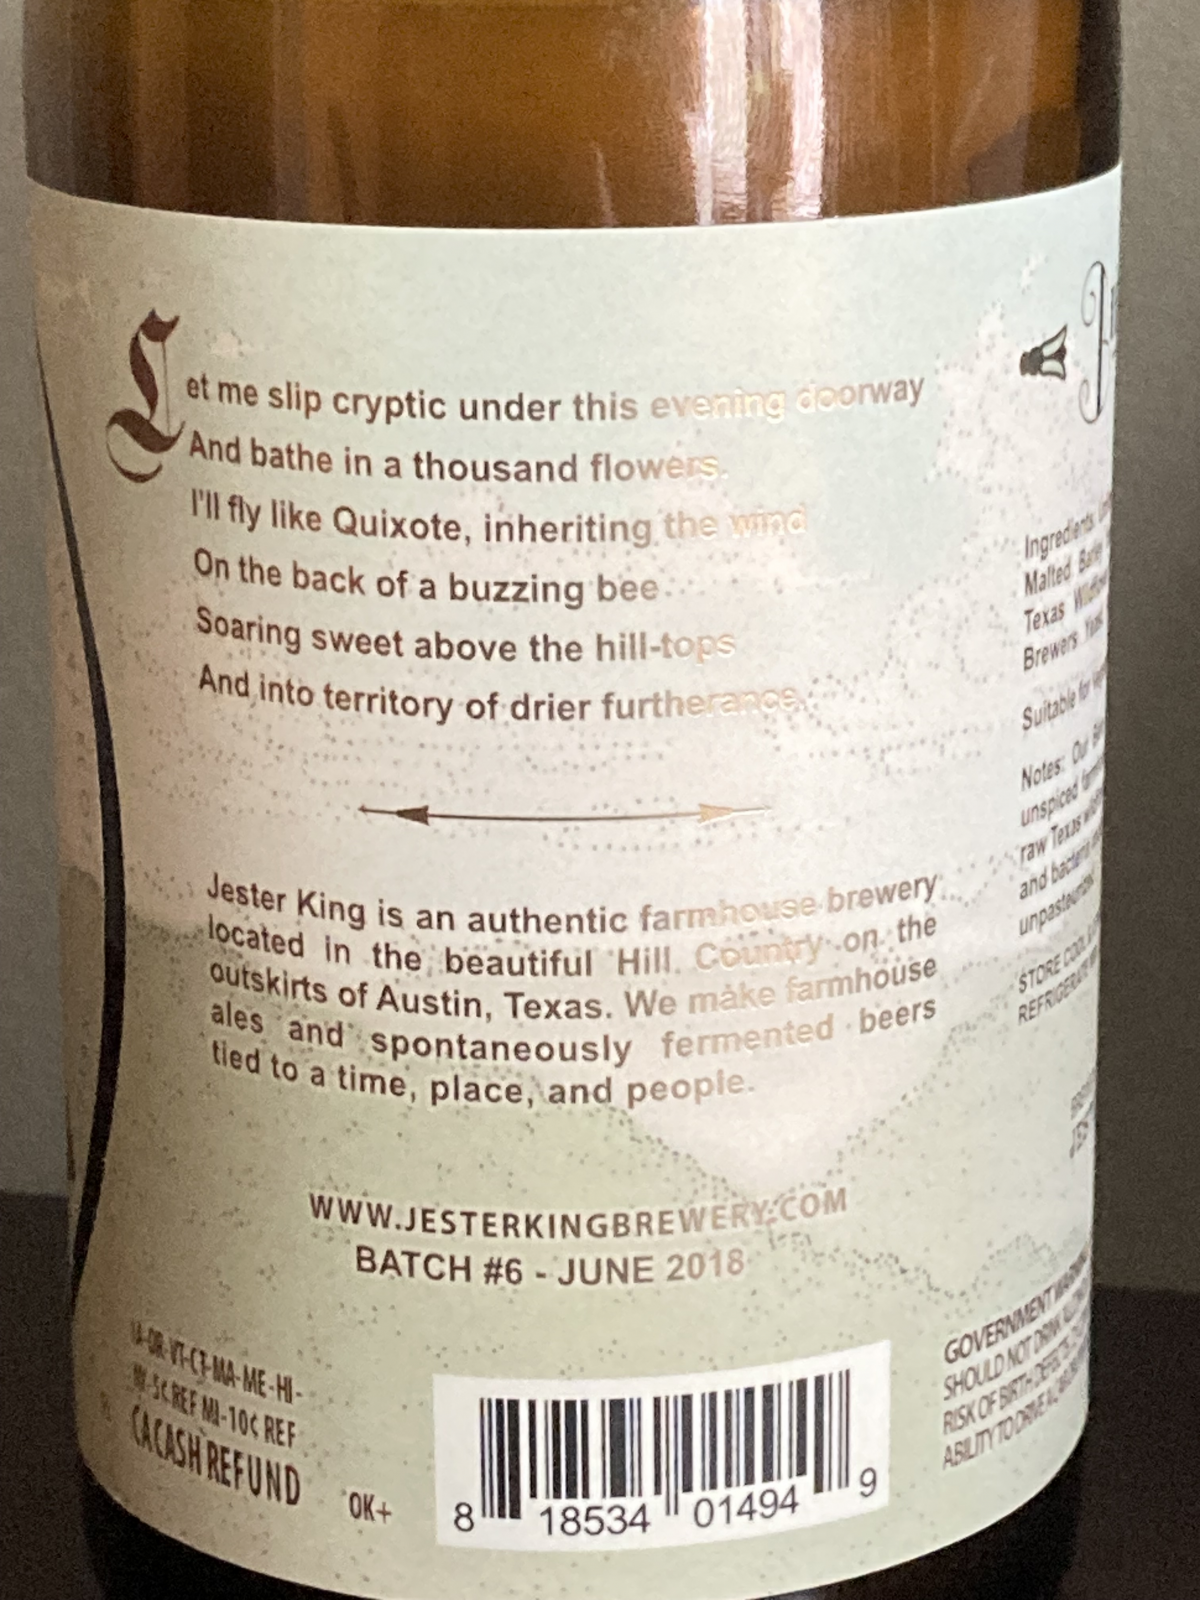 Let me slip cryptic under this evening doorway
And bathe in a thousand flowers.
I'll fly like Quixote, inheriting the wind
On the back of a buzzing bee
Soaring sweet above the hill-tops
And into territory of drier furtherance.
Jester King is an authentic farmhouse brewery
located in the beautiful Hill Country on the
outskirts of Austin, Texas. We make farmhouse
ales and spontaneously fermented beers
tied to a time, place, and people.
WWW.JESTERKINGBREWERY.COM
BATCH #6 - JUNE 2018
IA-OR-VT-CT-MA-ME-HI-
NY-5¢ REF MI-10¢ REF
CA CASH REFUND
OK+
8 18534 01494 9
Ingredients:
Malted Barley
Texas
Brewers Yeast
Suitable for
Notes: Our
unspiced
raw Texas
and bacteria
unpasteurized
STORE COOL
REFRIGERATE
GOVERNMENT WARNING
SHOULD NOT DRINK
RISK OF BIRTH DEFECTS
ABILITY TO DRIVE A